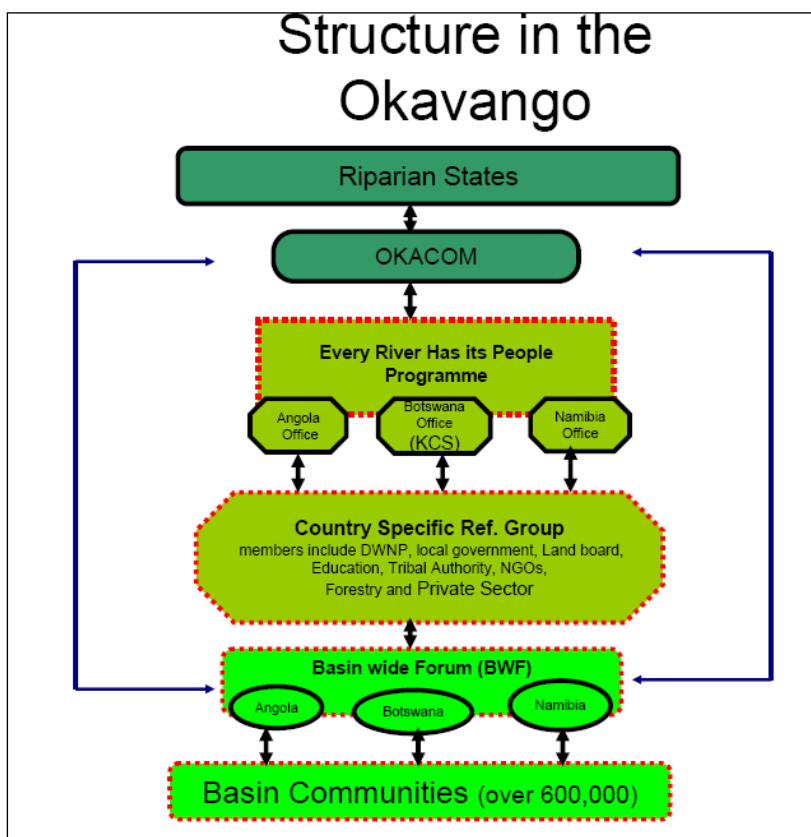 Structure in the
Okavango
Riparian States
OKACOM
Every River Has its People
Programme
Angola
Office
Botswana
Office
(KCS)
Namibia
Office
Country Specific Ref. Group
members include DWNP, local government, Land board,
Education, Tribal Authority, NGOs,
Forestry and Private Sector
Basin wide Forum (BWF)
Angola
Botswana
Namibia
Basin Communities (over 600,000)